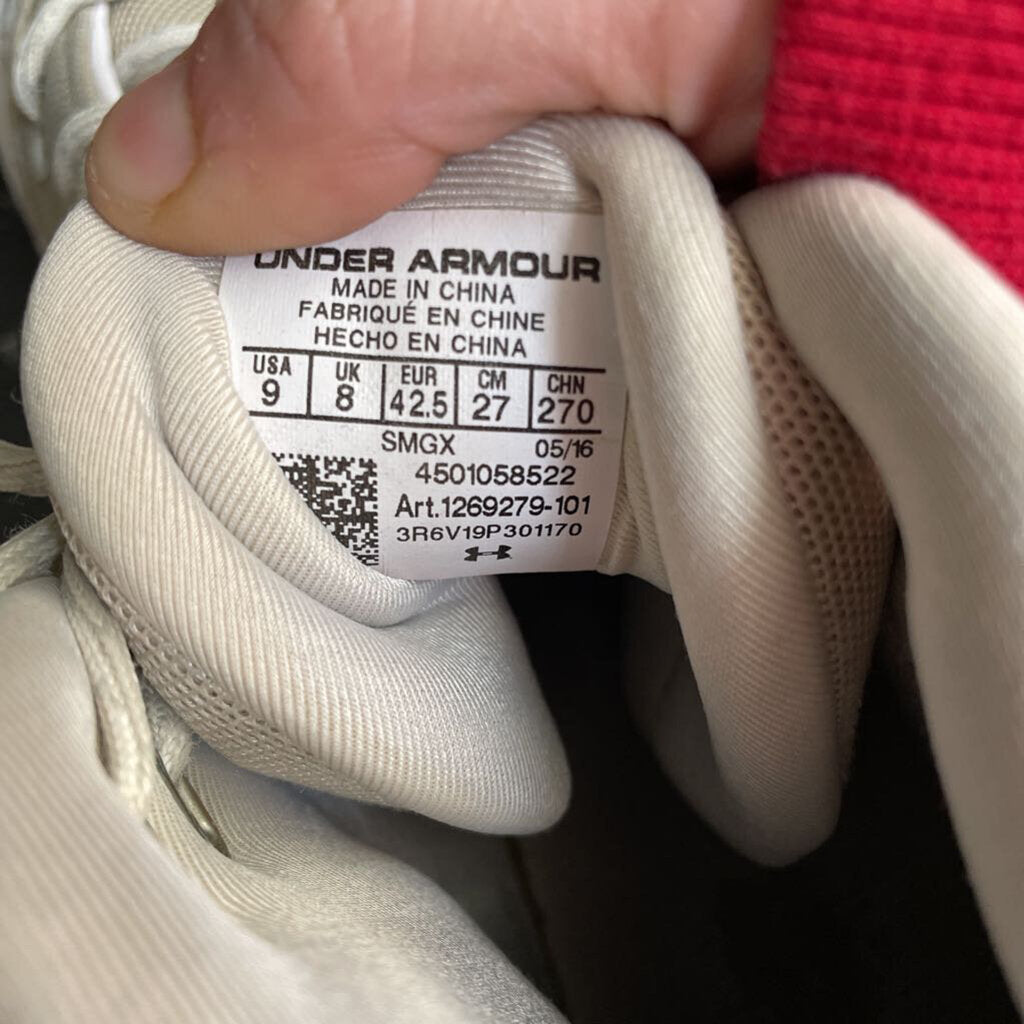 UNDER ARMOUR
MADE IN CHINA
FABRIQUÉ EN CHINE
HECHO EN CHINA
USA UK EUR CM CHN
9 8 42.5 27 270
SMGX 05/16
4501058522
Art.1269279-101
3R6V19P301170